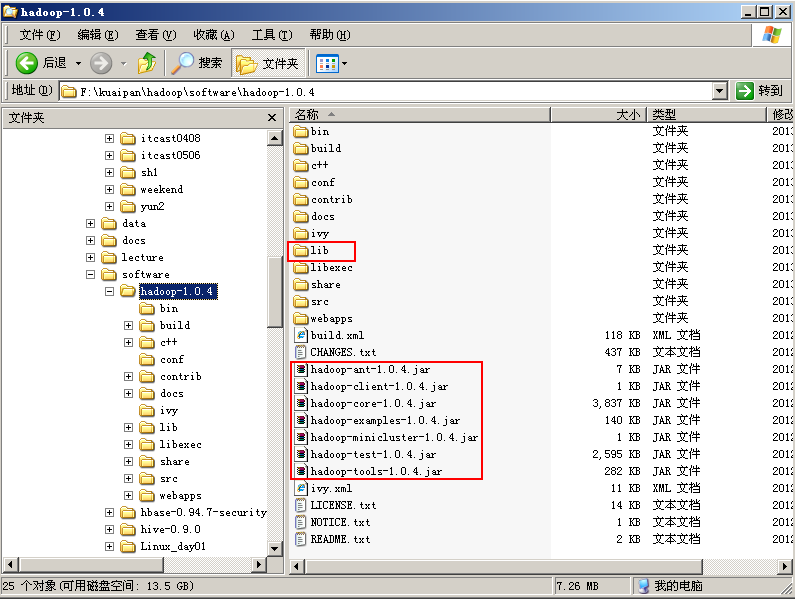 hadoop-1.0.4
文件(F) 编辑(E) 查看(V) 收藏(A) 工具(T) 帮助(H)
后退 搜索 文件夹
地址(D) F:\kuaipan\hadoop\software\hadoop-1.0.4 转到
文件夹
itcast0408
itcast0506
sh1
weekend
yun2
data
docs
lecture
software
hadoop-1.0.4
bin
build
c++
conf
contrib
docs
ivy
lib
libexec
share
src
webapps
hbase-0.94.7-security
hive-0.9.0
Linux_day01
名称 大小 类型 修改
bin 文件夹 2013
build 文件夹 2013
c++ 文件夹 2013
conf 文件夹 2013
contrib 文件夹 2013
docs 文件夹 2013
ivy 文件夹 2013
lib 文件夹 2013
libexec 文件夹 2013
share 文件夹 2013
src 文件夹 2013
webapps 文件夹 2013
build.xml 118 KB XML 文档 2012
CHANGES.txt 437 KB 文本文档 2012
hadoop-ant-1.0.4.jar 7 KB JAR 文件 2012
hadoop-client-1.0.4.jar 1 KB JAR 文件 2012
hadoop-core-1.0.4.jar 3,837 KB JAR 文件 2012
hadoop-examples-1.0.4.jar 140 KB JAR 文件 2012
hadoop-minicluster-1.0.4.jar 1 KB JAR 文件 2012
hadoop-test-1.0.4.jar 2,595 KB JAR 文件 2012
hadoop-tools-1.0.4.jar 282 KB JAR 文件 2012
ivy.xml 11 KB XML 文档 2012
LICENSE.txt 14 KB 文本文档 2012
NOTICE.txt 1 KB 文本文档 2012
README.txt 2 KB 文本文档 2012
25 个对象(可用磁盘空间: 13.5 GB) 7.26 MB 我的电脑